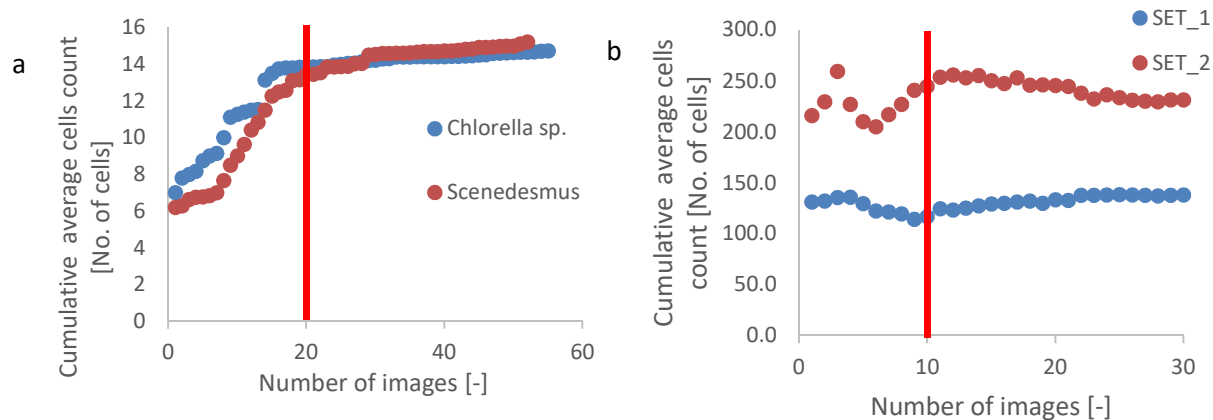 a
Cumulative average cells count
[No. of cells]
16
14
12
10
8
6
4
2
0
0 20 40 60
Number of images [-]
Chlorella sp.
Scenedesmus
b
Cumulative average cells
count [No. of cells]
300.0
250.0
200.0
150.0
100.0
50.0
0.0
0 10 20 30
Number of images [-]
SET_1
SET_2